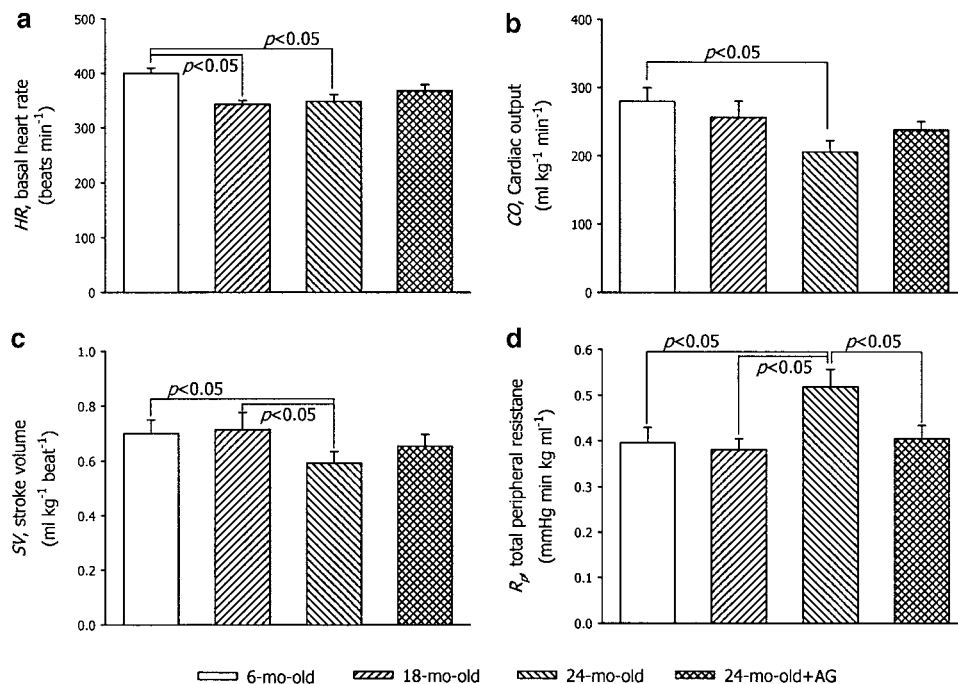 a
500
400
300
200
100
0
HR, basal heart rate
(beats min⁻¹)
p<0.05
p<0.05
b
400
300
200
100
0
CO, Cardiac output
(ml kg⁻¹ min⁻¹)
p<0.05
c
1.0
0.8
0.6
0.4
0.2
0.0
SV, stroke volume
(ml kg⁻¹ beat⁻¹)
p<0.05
p<0.05
d
0.6
0.5
0.4
0.3
0.2
0.1
0.0
Rp, total peripheral resistane
(mmHg min kg ml⁻¹)
p<0.05
p<0.05
p<0.05
6-mo-old 18-mo-old 24-mo-old 24-mo-old+AG